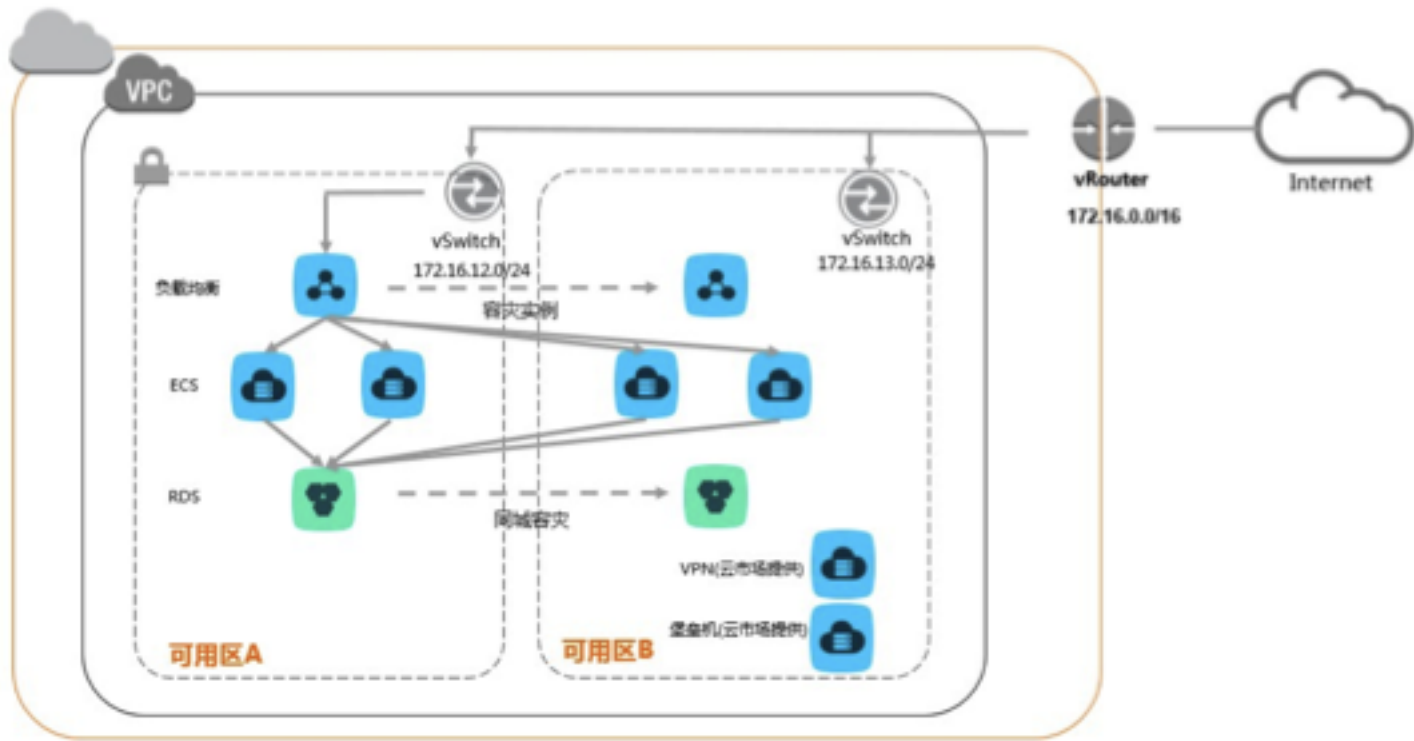 VPC
vRouter
172.16.0.0/16
Internet
vSwitch
172.16.12.0/24
vSwitch
172.16.13.0/24
负载均衡
容灾实例
ECS
RDS
同城容灾
VPN(云市场提供)
堡垒机(云市场提供)
可用区A
可用区B